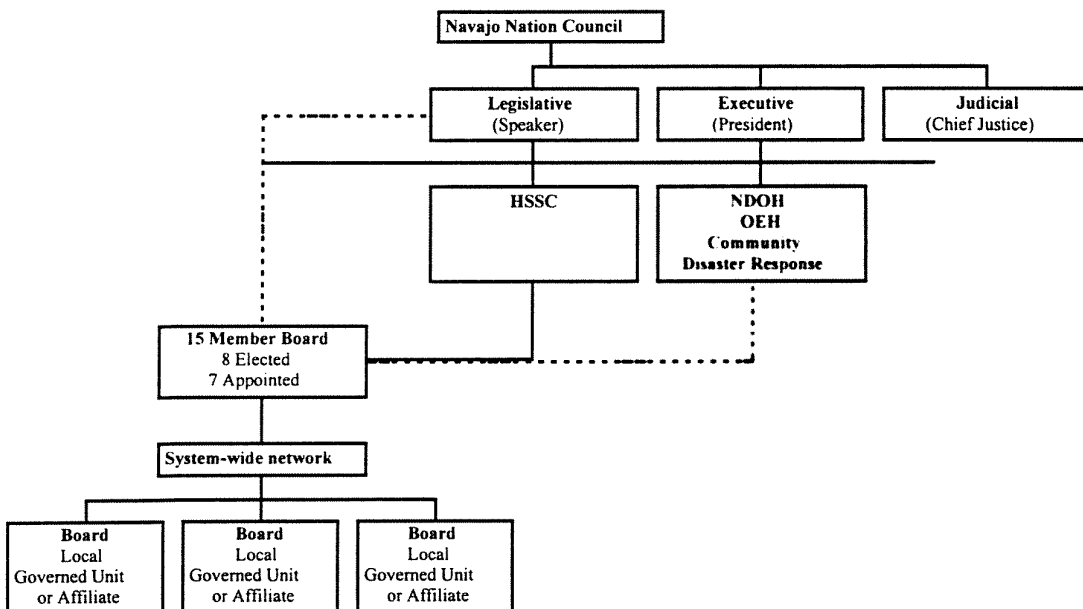 Navajo Nation Council
Legislative
(Speaker)
Executive
(President)
Judicial
(Chief Justice)
HSSC
NDOH
OEH
Community
Disaster Response
15 Member Board
8 Elected
7 Appointed
System-wide network
Board
Local
Governed Unit
or Affiliate
Board
Local
Governed Unit
or Affiliate
Board
Local
Governed Unit
or Affiliate